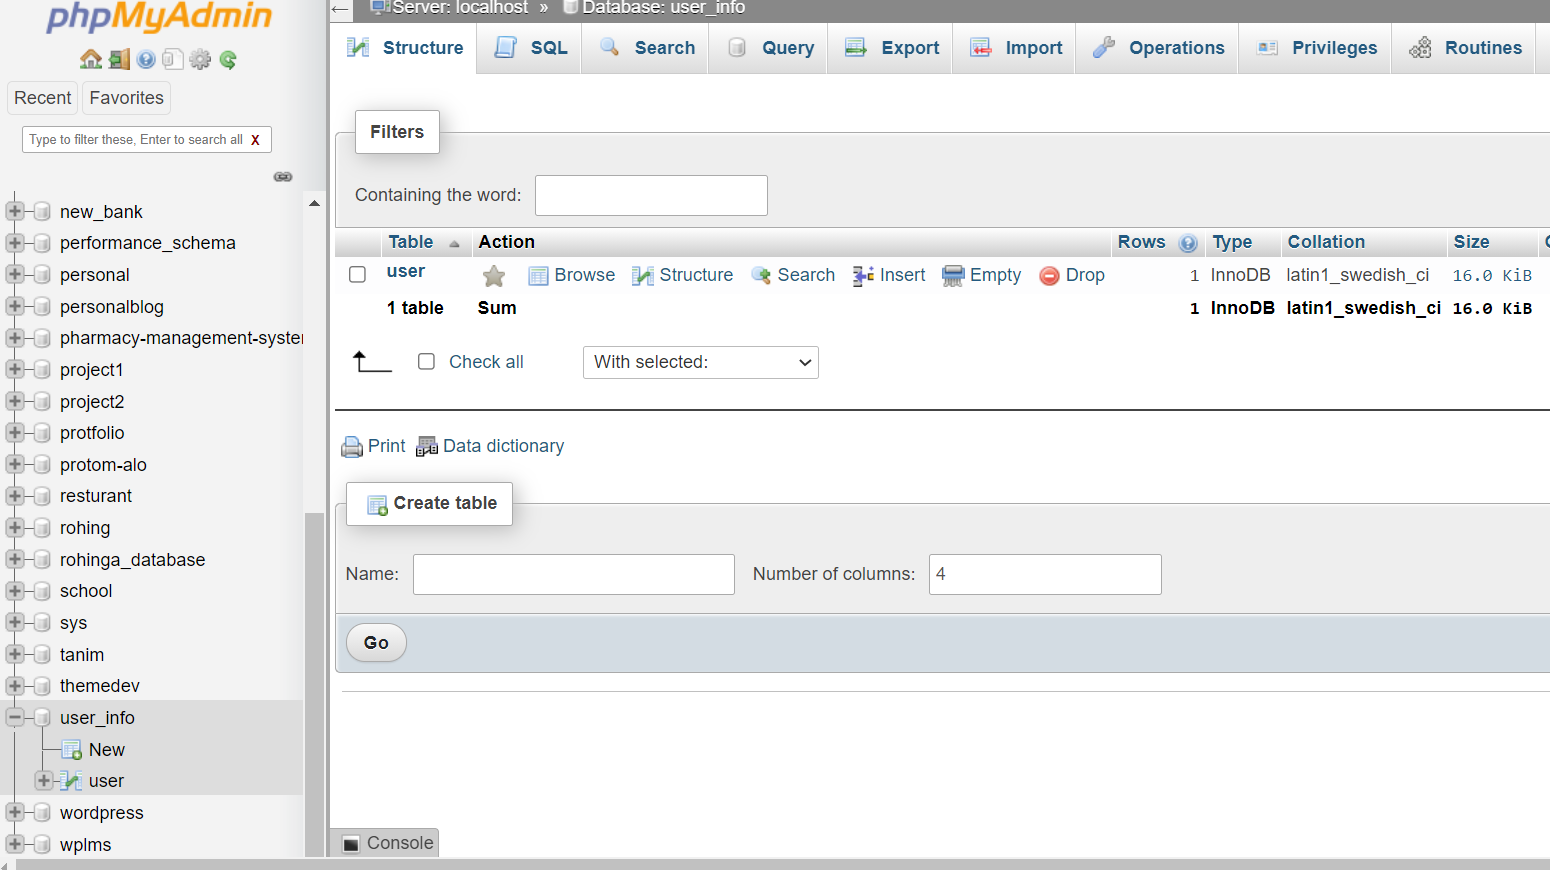 phpMyAdmin
Recent Favorites
Type to filter these, Enter to search all X
new_bank
performance_schema
personal
personalblog
pharmacy-management-syster
project1
project2
protfolio
protom-alo
resturant
rohing
rohinga_database
school
sys
tanim
themedev
user_info
New
user
wordpress
wplms
Server: localhost » Database: user_info
Structure SQL Search Query Export Import Operations Privileges Routines
Filters
Containing the word:
Table Action Rows Type Collation Size
user Browse Structure Search Insert Empty Drop 1 InnoDB latin1_swedish_ci 16.0 KiB
1 table Sum 1 InnoDB latin1_swedish_ci 16.0 KiB
Check all With selected:
Print Data dictionary
Create table
Name: Number of columns: 4
Go
Console